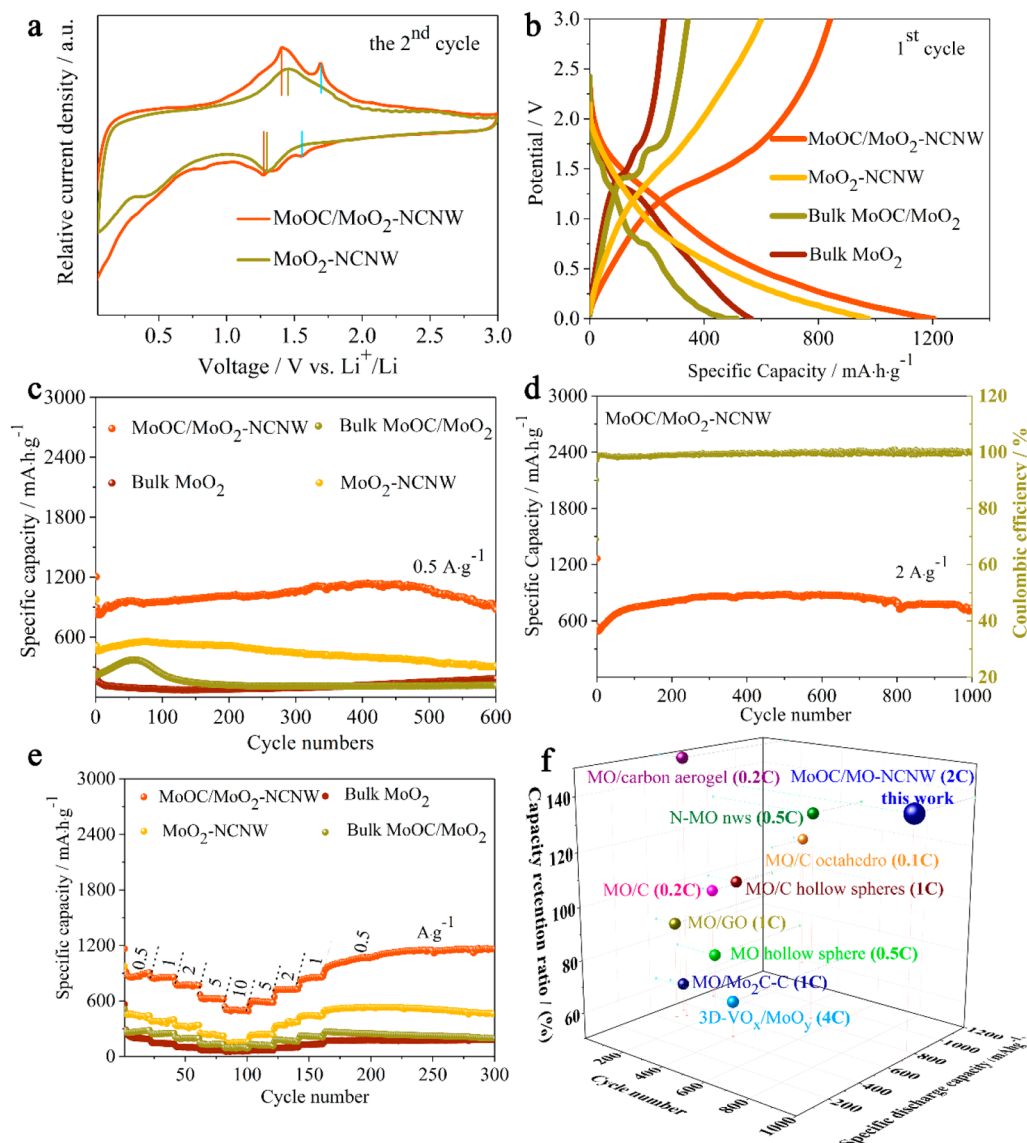 a
the 2nd cycle
Relative current density / a.u.
MoOC/MoO2-NCNW
MoO2-NCNW
0.5 1.0 1.5 2.0 2.5 3.0
Voltage / V vs. Li+/Li
b
1st cycle
Potential / V
3.0
2.5
2.0
1.5
1.0
0.5
0.0
MoOC/MoO2-NCNW
MoO2-NCNW
Bulk MoOC/MoO2
Bulk MoO2
0 400 800 1200
Specific Capacity / mA·h·g-1
c
Specific capacity / mA·h·g-1
3000
2400
1800
1200
600
MoOC/MoO2-NCNW
Bulk MoOC/MoO2
Bulk MoO2
MoO2-NCNW
0.5 A·g-1
0 100 200 300 400 500 600
Cycle numbers
d
Specific Capacity / mA·h·g-1
3000
2400
1800
1200
600
MoOC/MoO2-NCNW
2 A·g-1
120
100
80
60
40
20
Coulombic efficiency / %
0 200 400 600 800 1000
Cycle number
e
Specific capacity / mA·h·g-1
3000
2400
1800
1200
600
0
MoOC/MoO2-NCNW
Bulk MoO2
MoO2-NCNW
Bulk MoOC/MoO2
0.5 1 2 5 10 5 2 1 0.5 A·g-1
50 100 150 200 250 300
Cycle number
f
Capacity retention ratio / (%)
140
120
100
80
60
MO/carbon aerogel (0.2C)
MoOC/MO-NCNW (2C)
this work
N-MO nws (0.5C)
MO/C octahedro (0.1C)
MO/C (0.2C)
MO/C hollow spheres (1C)
MO/GO (1C)
MO hollow sphere (0.5C)
MO/Mo2C-C (1C)
3D-VOx/MoOy (4C)
200
400
600
800
1000
Cycle number
200
400
600
800
1000
1200
Specific discharge capacity / mAhg-1